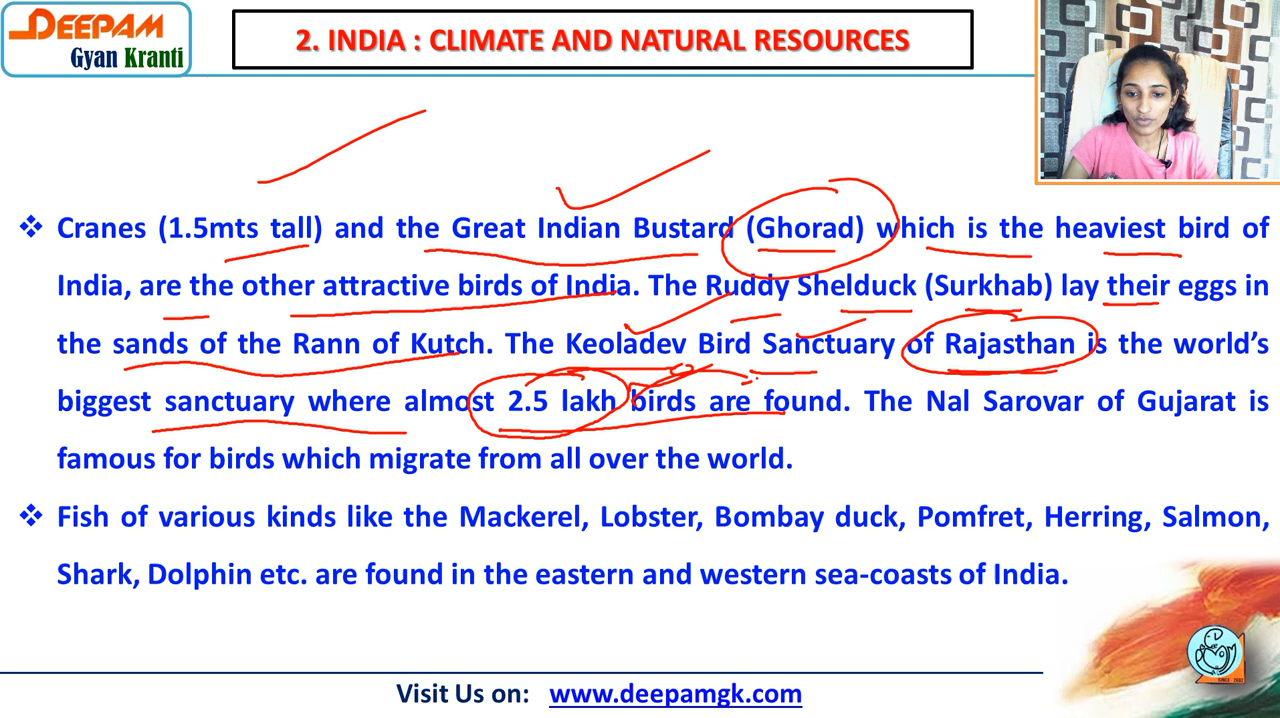 DEEPAM
Gyan Kranti
2. INDIA : CLIMATE AND NATURAL RESOURCES
❖ Cranes (1.5mts tall) and the Great Indian Bustard (Ghorad) which is the heaviest bird of
India, are the other attractive birds of India. The Ruddy Shelduck (Surkhab) lay their eggs in
the sands of the Rann of Kutch. The Keoladev Bird Sanctuary of Rajasthan is the world’s
biggest sanctuary where almost 2.5 lakh birds are found. The Nal Sarovar of Gujarat is
famous for birds which migrate from all over the world.
❖ Fish of various kinds like the Mackerel, Lobster, Bombay duck, Pomfret, Herring, Salmon,
Shark, Dolphin etc. are found in the eastern and western sea-coasts of India.
Visit Us on: www.deepamgk.com